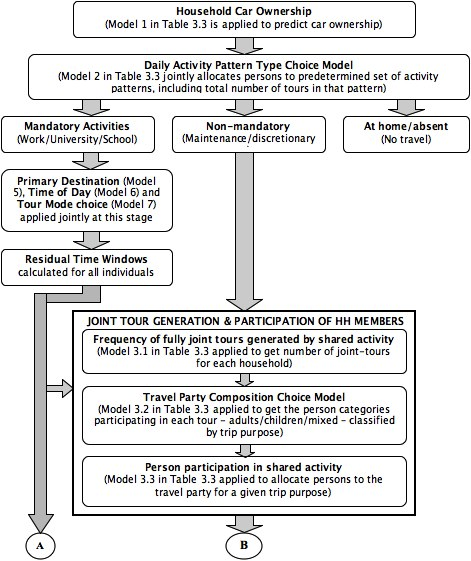 Household Car Ownership
(Model 1 in Table 3.3 is applied to predict car ownership)
Daily Activity Pattern Type Choice Model
(Model 2 in Table 3.3 jointly allocates persons to predetermined set of activity
patterns, including total number of tours in that pattern)
Mandatory Activities
(Work/University/School)
Non-mandatory
(Maintenance/discretionary
At home/absent
(No travel)
Primary Destination (Model
5), Time of Day (Model 6) and
Tour Mode choice (Model 7)
applied jointly at this stage
Residual Time Windows
calculated for all individuals
JOINT TOUR GENERATION & PARTICIPATION OF HH MEMBERS
Frequency of fully joint tours generated by shared activity
(Model 3.1 in Table 3.3 applied to get number of joint-tours
for each household)
Travel Party Composition Choice Model
(Model 3.2 in Table 3.3 applied to get the person categories
participating in each tour – adults/children/mixed – classified
by trip purpose)
Person participation in shared activity
(Model 3.3 in Table 3.3 applied to allocate persons to the
travel party for a given trip purpose)
A
B